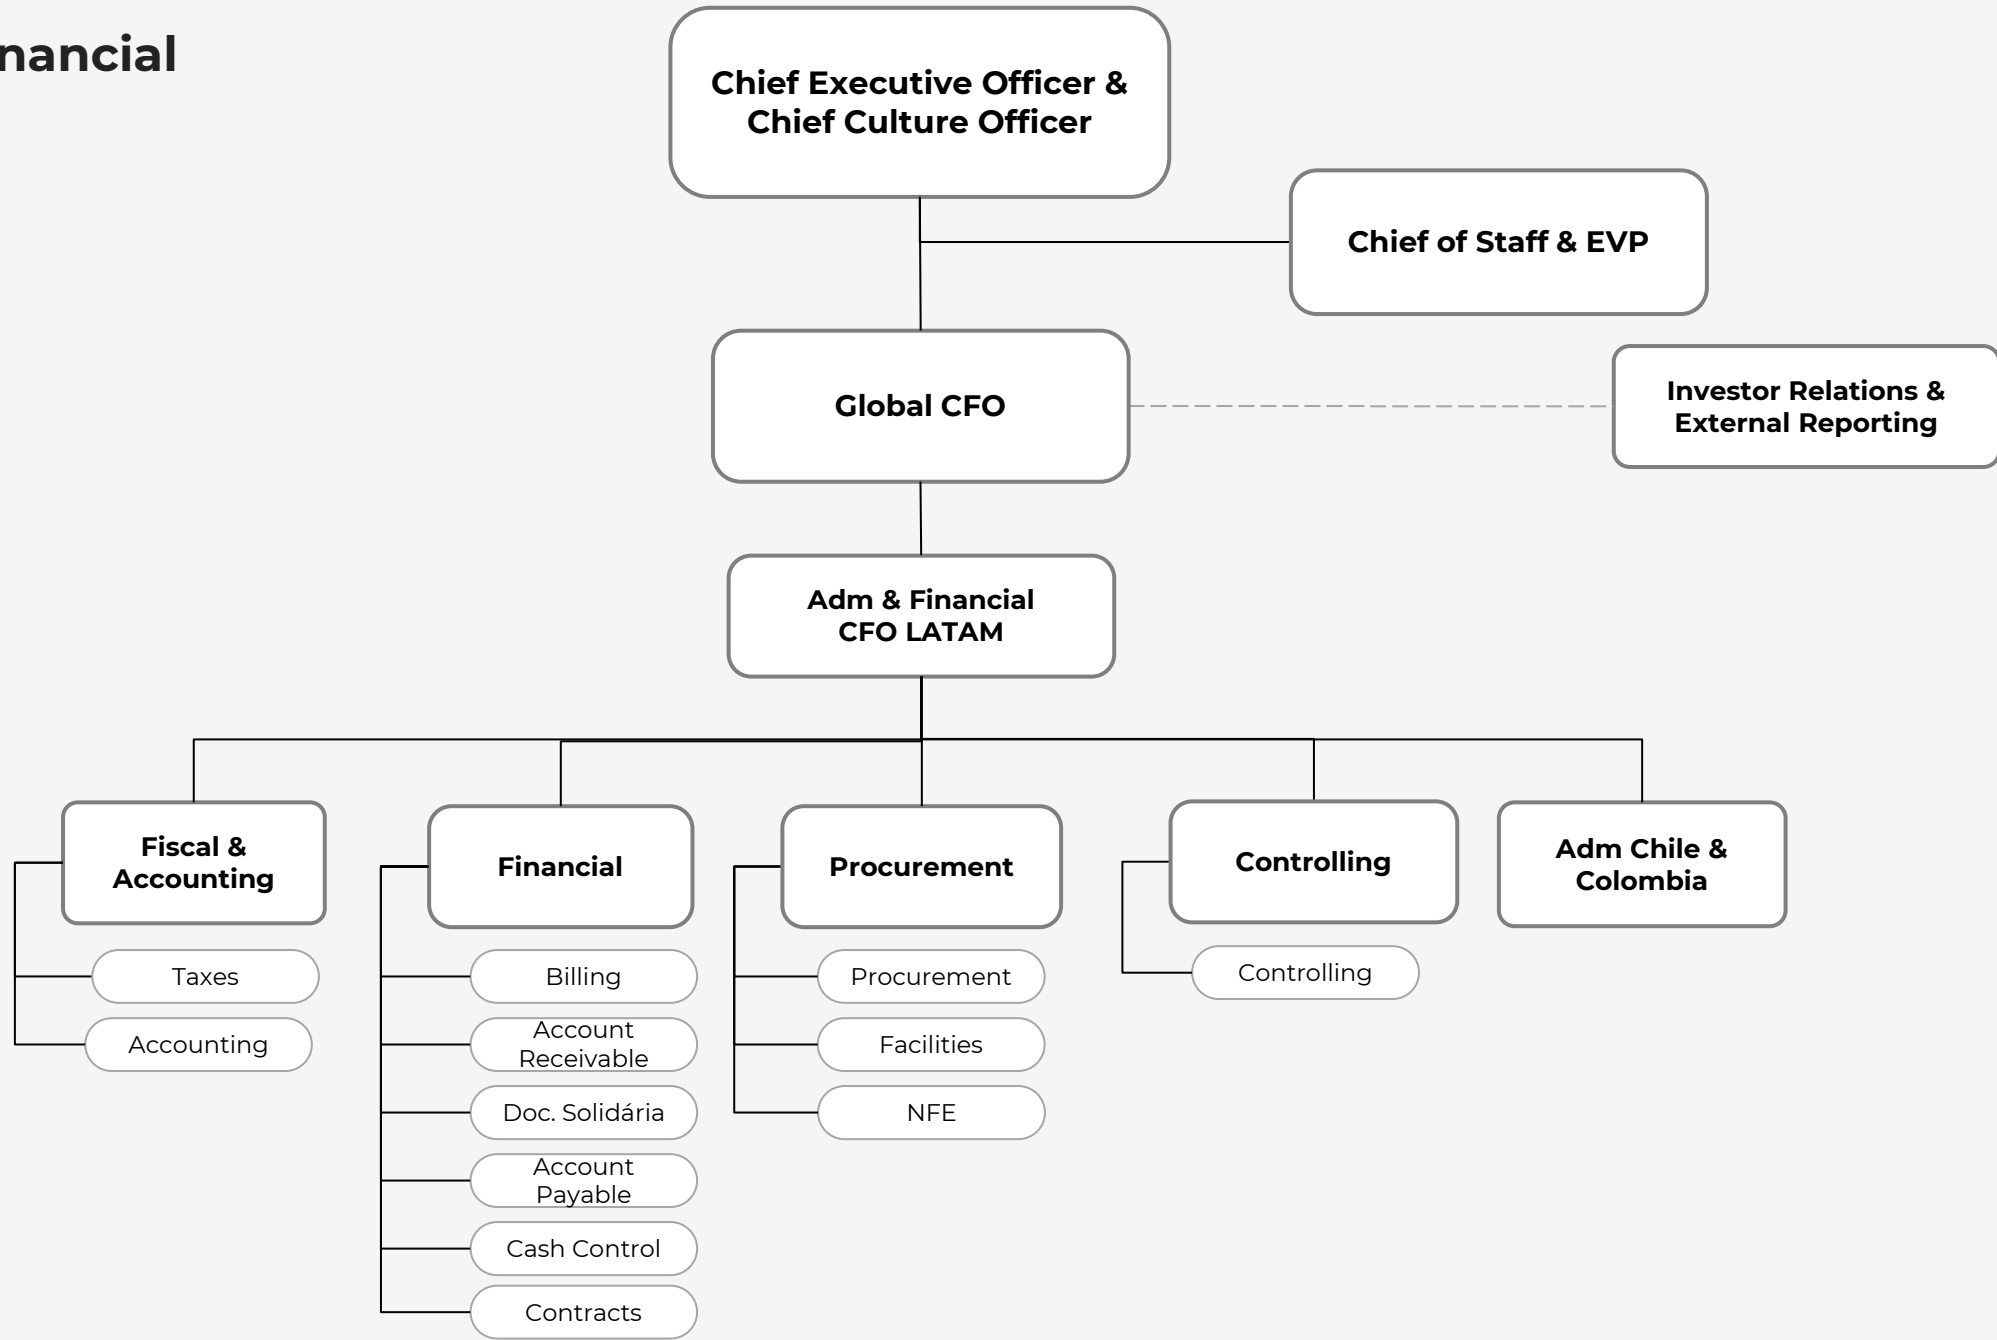 nancial
Chief Executive Officer &
Chief Culture Officer
Chief of Staff & EVP
Global CFO
Investor Relations &
External Reporting
Adm & Financial
CFO LATAM
Fiscal &
Accounting
Taxes
Accounting
Financial
Billing
Account
Receivable
Doc. Solidária
Account
Payable
Cash Control
Contracts
Procurement
Procurement
Facilities
NFE
Controlling
Controlling
Adm Chile &
Colombia